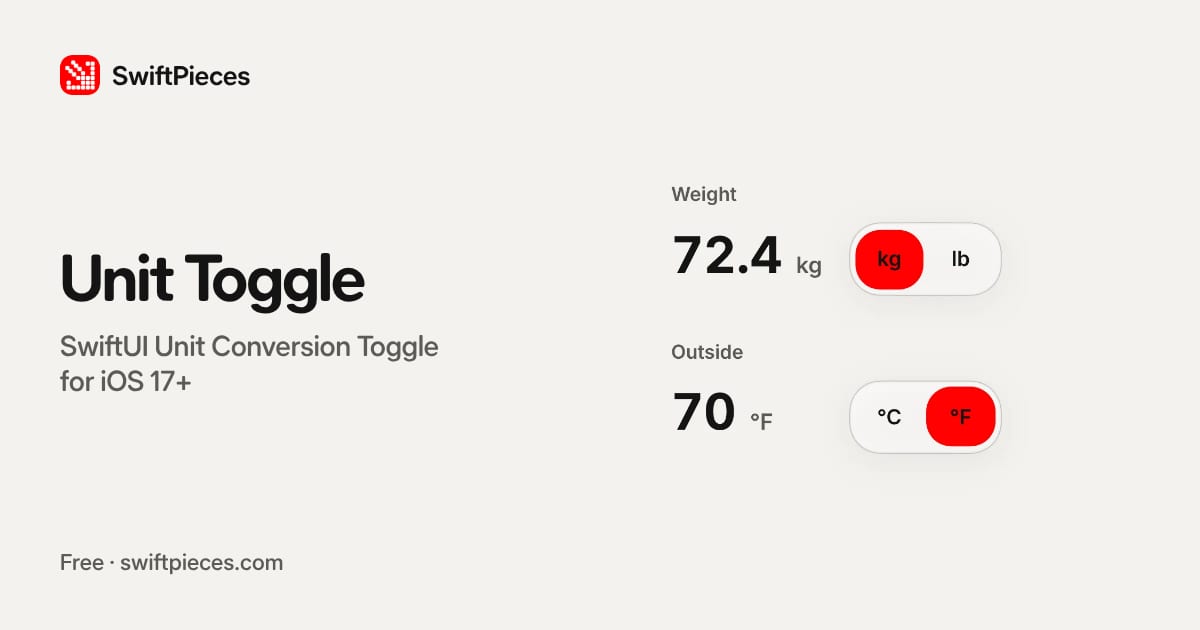 SwiftPieces
Unit Toggle
SwiftUI Unit Conversion Toggle
for iOS 17+
Free · swiftpieces.com
Weight
72.4 kg
kg lb
Outside
70 °F
°C °F